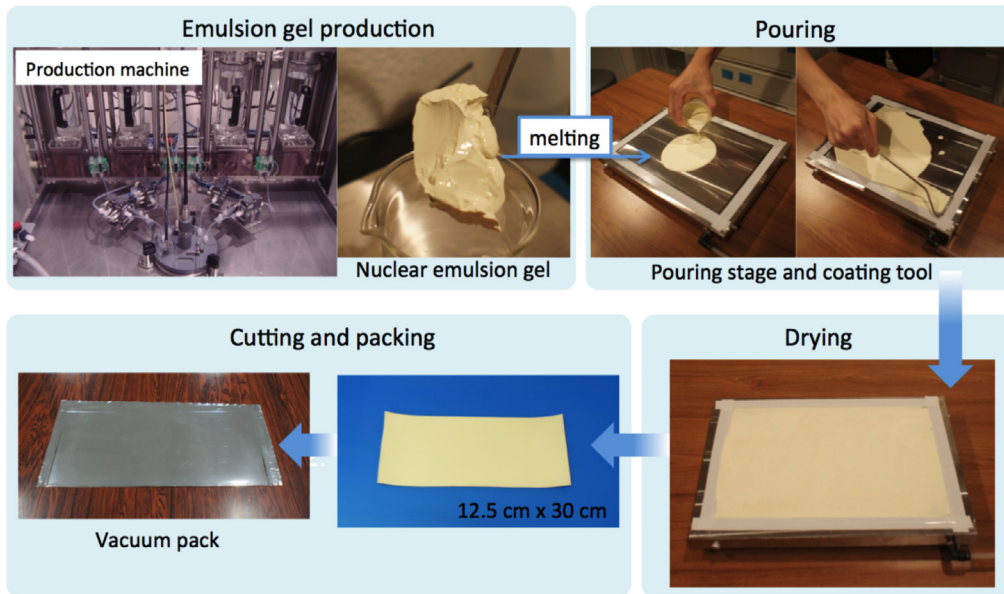 Emulsion gel production
Production machine
Nuclear emulsion gel
melting
Pouring
Pouring stage and coating tool
Drying
Cutting and packing
12.5 cm x 30 cm
Vacuum pack